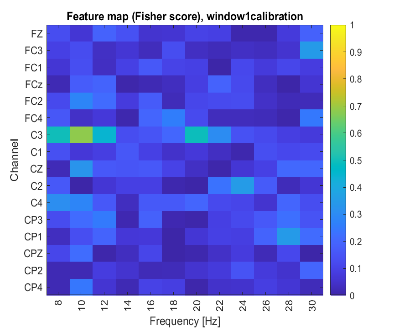 Feature map (Fisher score), window1calibration
FZ
FC3
FC1
FCz
FC2
FC4
C3
C1
CZ
C2
C4
CP3
CP1
CPZ
CP2
CP4
Channel
8 10 12 14 16 18 20 22 24 26 28 30
Frequency [Hz]
1
0.9
0.8
0.7
0.6
0.5
0.4
0.3
0.2
0.1
0